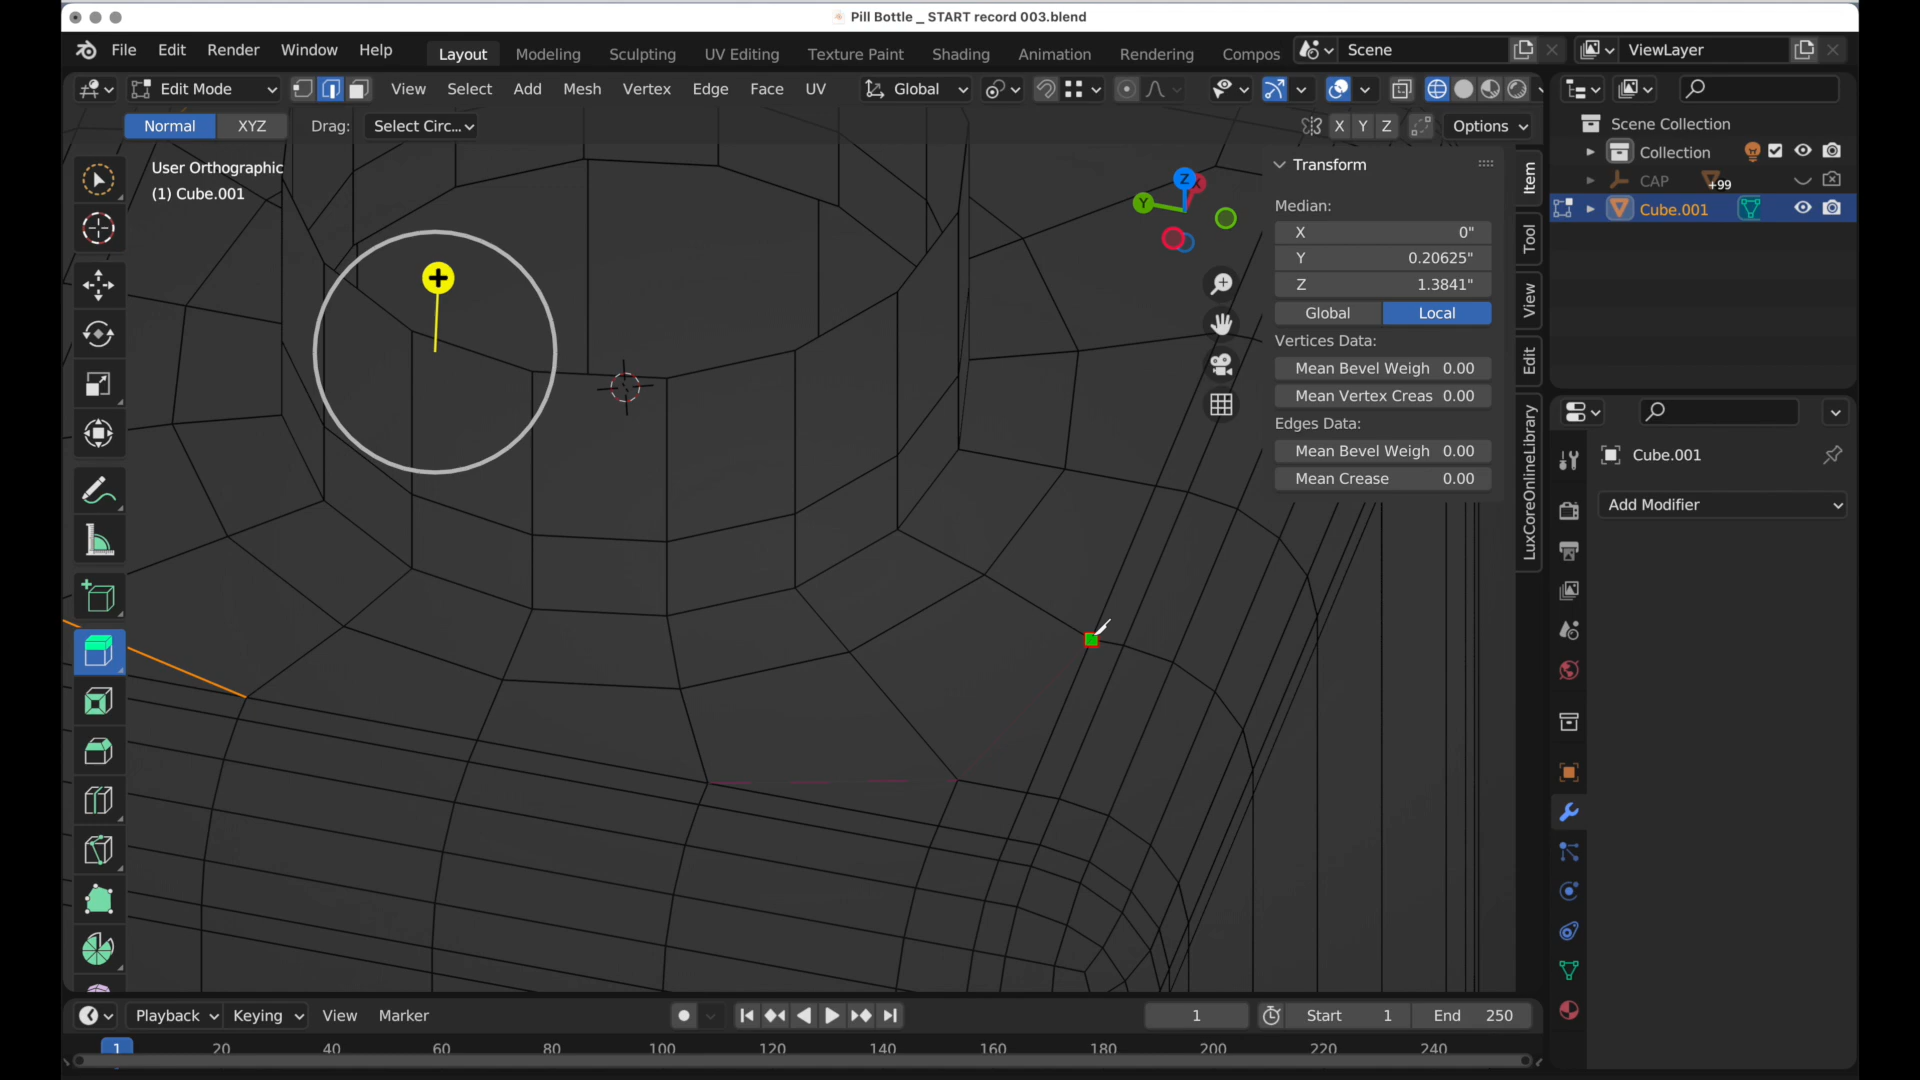 Pill Bottle _ START record 003.blend
File Edit Render Window Help
Layout Modeling Sculpting UV Editing Texture Paint Shading Animation Rendering Compos
Scene
ViewLayer
Edit Mode
View Select Add Mesh Vertex Edge Face UV
Global
Normal XYZ Drag: Select Circ...
X Y Z Options
User Orthographic
(1) Cube.001
Z
X
Y
Transform
Median:
X 0"
Y 0.20625"
Z 1.3841"
Global Local
Vertices Data:
Mean Bevel Weigh 0.00
Mean Vertex Creas 0.00
Edges Data:
Mean Bevel Weigh 0.00
Mean Crease 0.00
Item
Tool
View
Edit
LuxCoreOnlineLibrary
Scene Collection
Collection
CAP +99
Cube.001
Cube.001
Add Modifier
Playback Keying View Marker
1
Start 1
End 250
1 20 40 60 80 100 120 140 160 180 200 220 240